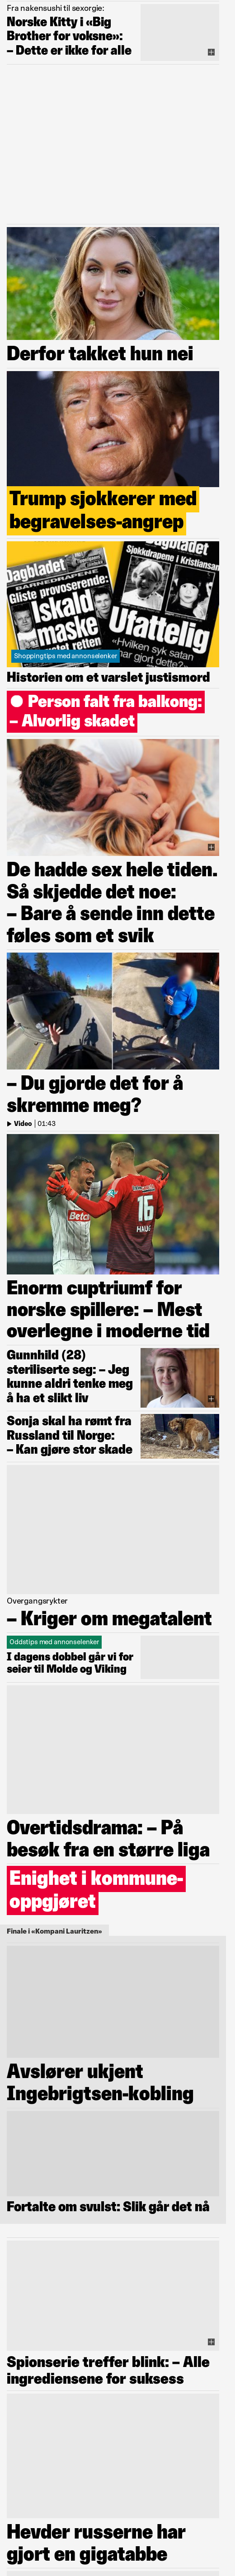 Fra nakensushi til sexorgie:
Norske Kitty i «Big
Brother for voksne»:
– Dette er ikke for alle
Derfor takket hun nei
Trump sjokkerer med
begravelses-angrep
Dagbladet
Dagbladet
Sjokkdrapene i Kristiansand
gliste provoserende:
Iskald
maske
Urattelig
«Hvilken syk satan
har gjort dette?»
Shoppingtips med annonselenker
Historien om et varslet justismord
Person falt fra balkong:
– Alvorlig skadet
De hadde sex hele tiden.
Så skjedde det noe:
– Bare å sende inn dette
føles som et svik
– Du gjorde det for å
skremme meg?
Video | 01:43
Betcl
16
HAUGE
Enorm cuptriumf for
norske spillere: – Mest
overlegne i moderne tid
Gunnhild (28)
steriliserte seg: – Jeg
kunne aldri tenke meg
å ha et slikt liv
Sonja skal ha rømt fra
Russland til Norge:
– Kan gjøre stor skade
Overgangsrykter
– Kriger om megatalent
Oddstips med annonselenker
I dagens dobbel går vi for
seier til Molde og Viking
Overtidsdrama: – På
besøk fra en større liga
Enighet i kommune-
oppgjøret
Finale i «Kompani Lauritzen»
Avslører ukjent
Ingebrigtsen-kobling
Fortalte om svulst: Slik går det nå
Spionserie treffer blink: – Alle
ingrediensene for suksess
Hevder russerne har
gjort en gigatabbe